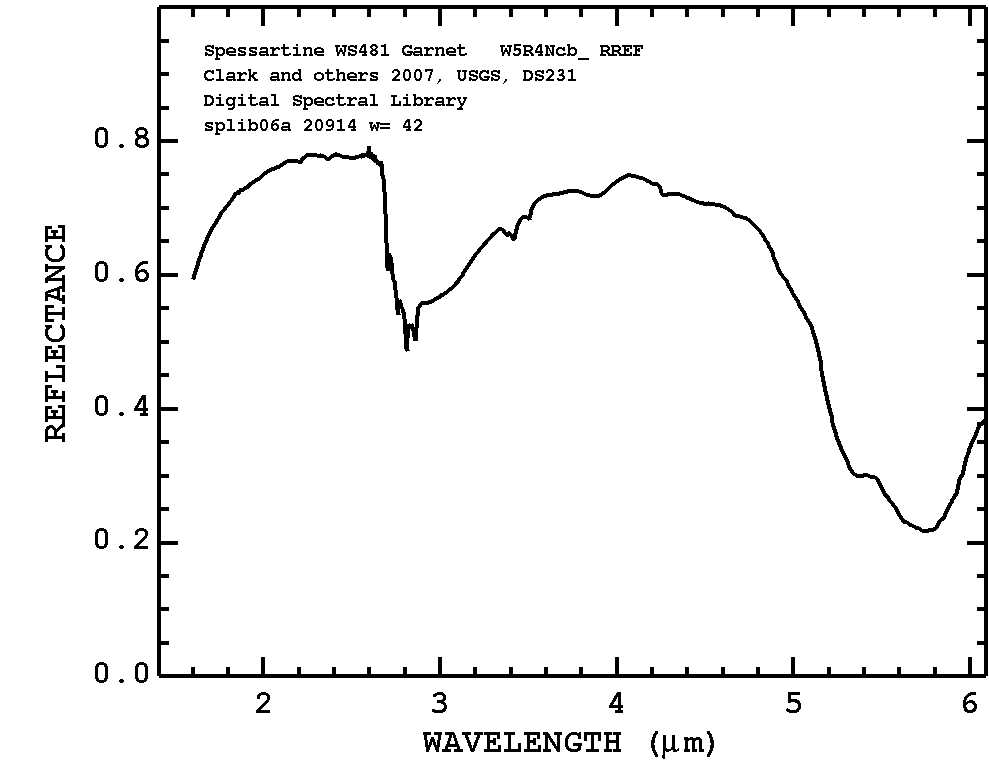 Spessartine WS481 Garnet W5R4Ncb_ RREF
Clark and others 2007, USGS, DS231
Digital Spectral Library
splib06a 20914 w= 42
REFLECTANCE
0.8
0.6
0.4
0.2
0.0
2 3 4 5 6
WAVELENGTH (μm)